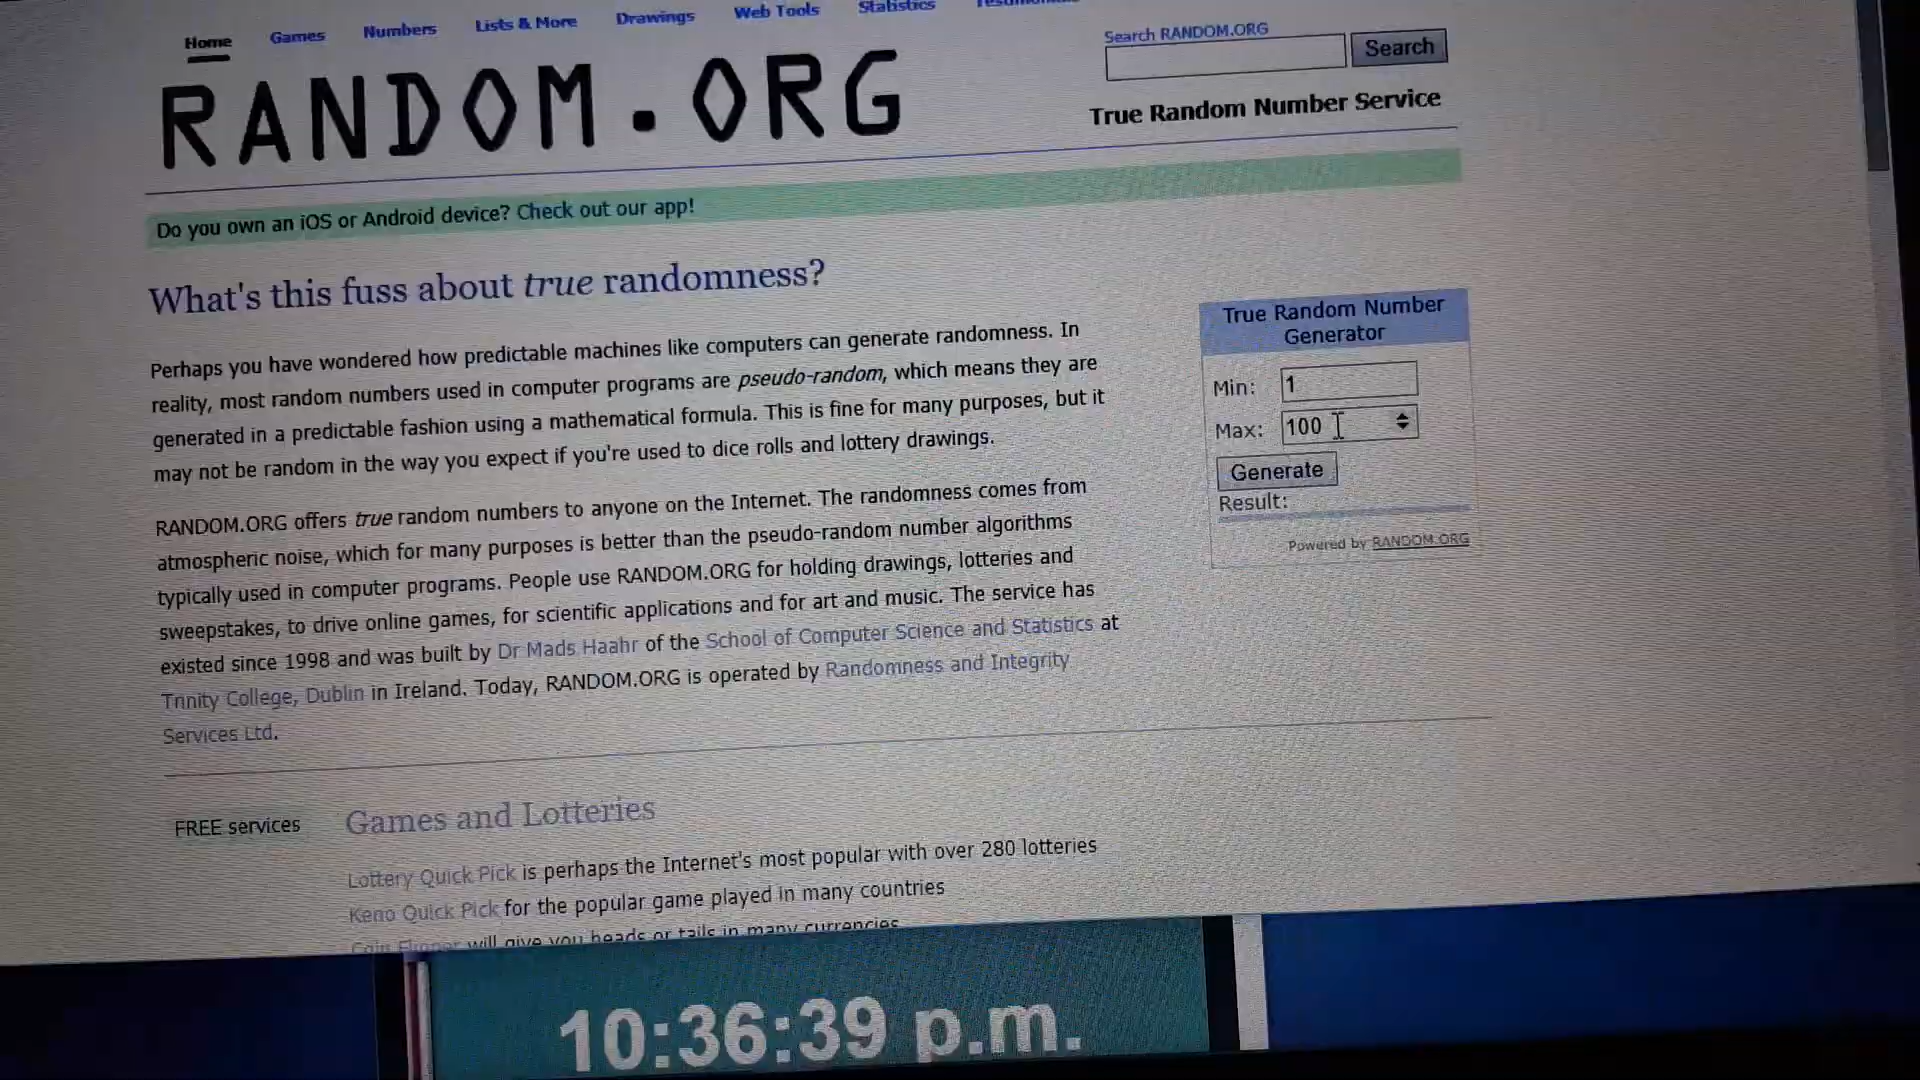 Home Games Numbers Lists & More Drawings Web Tools Statistics
RANDOM.ORG
Search RANDOM.ORG
Search
True Random Number Service
Do you own an iOS or Android device? Check out our app!
What's this fuss about true randomness?
Perhaps you have wondered how predictable machines like computers can generate randomness. In
reality, most random numbers used in computer programs are pseudo-random, which means they are
generated in a predictable fashion using a mathematical formula. This is fine for many purposes, but it
may not be random in the way you expect if you're used to dice rolls and lottery drawings.
RANDOM.ORG offers true random numbers to anyone on the Internet. The randomness comes from
atmospheric noise, which for many purposes is better than the pseudo-random number algorithms
typically used in computer programs. People use RANDOM.ORG for holding drawings, lotteries and
sweepstakes, to drive online games, for scientific applications and for art and music. The service has
existed since 1998 and was built by Dr Mads Haahr of the School of Computer Science and Statistics at
Trinity College, Dublin in Ireland. Today, RANDOM.ORG is operated by Randomness and Integrity
Services Ltd.
True Random Number
Generator
Min: 1
Max: 100
Generate
Result:
Powered by RANDOM.ORG
FREE services
Games and Lotteries
Lottery Quick Pick is perhaps the Internet's most popular with over 280 lotteries
Keno Quick Pick for the popular game played in many countries
Coin Flipper will give you heads or tails in many currencies
10:36:39 p.m.